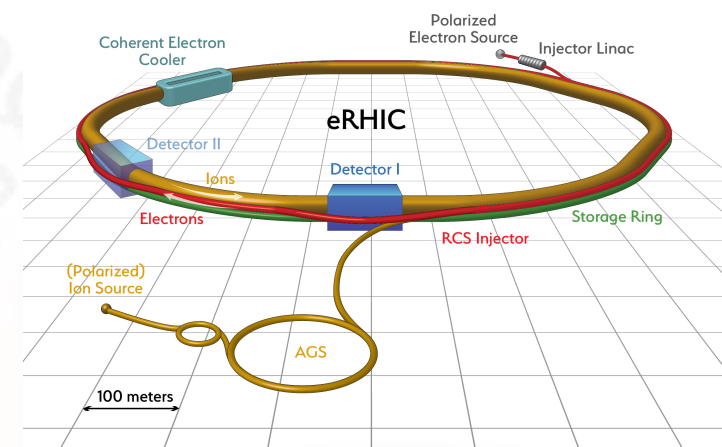 Polarized
Electron Source
Injector Linac
Coherent Electron
Cooler
eRHIC
Detector II
Detector I
Ions
Electrons
Storage Ring
RCS Injector
(Polarized)
Ion Source
AGS
100 meters